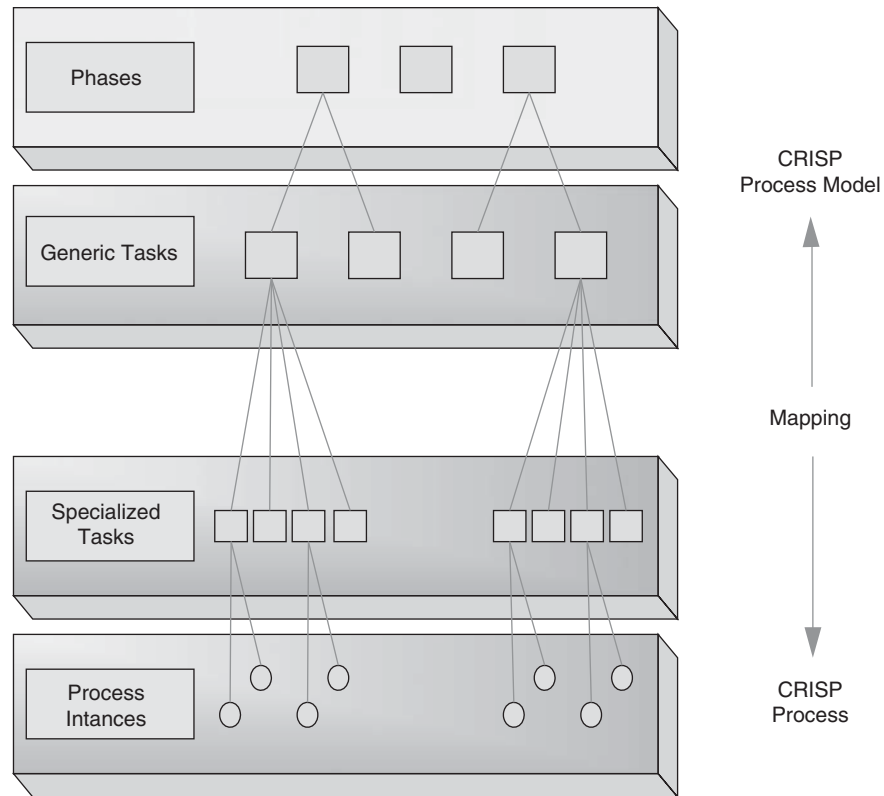 Phases
CRISP
Process Model
Generic Tasks
Mapping
Specialized
Tasks
Process
Intances
CRISP
Process